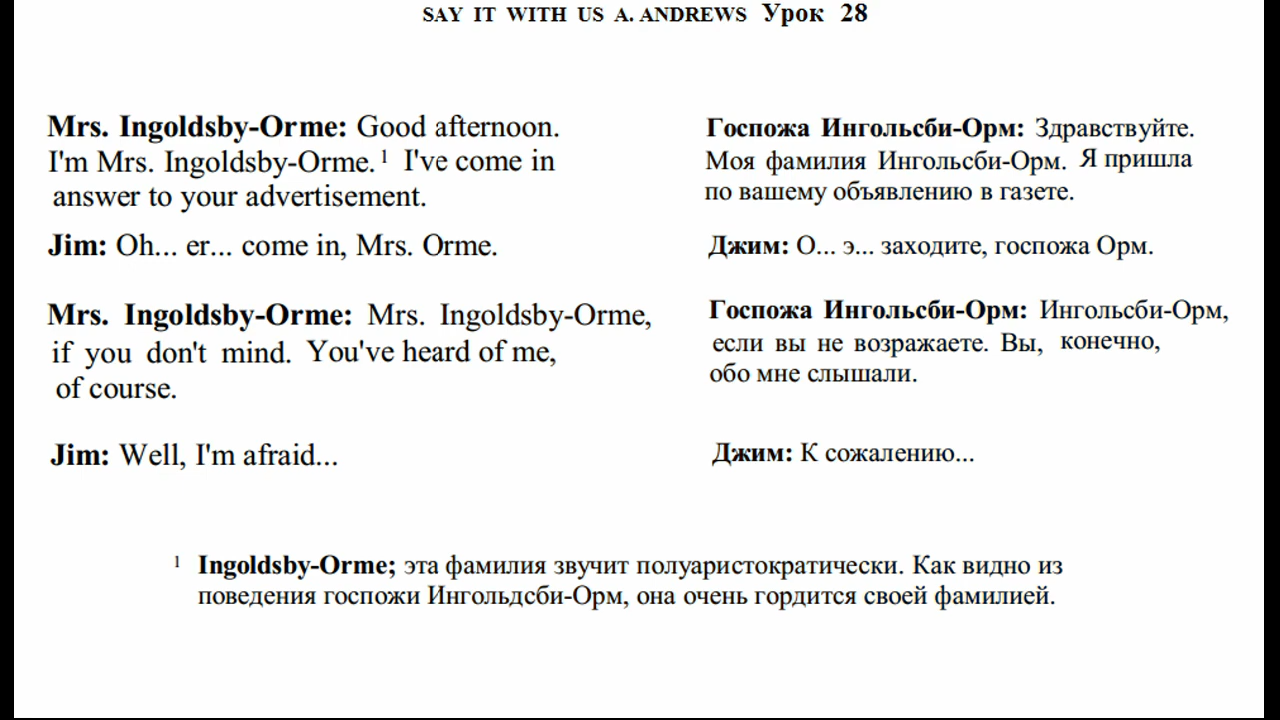 SAY IT WITH US A. ANDREWS Урок 28
Mrs. Ingoldsby-Orme: Good afternoon.
I'm Mrs. Ingoldsby-Orme.¹ I've come in
answer to your advertisement.
Jim: Oh... er... come in, Mrs. Orme.
Mrs. Ingoldsby-Orme: Mrs. Ingoldsby-Orme,
if you don't mind. You've heard of me,
of course.
Jim: Well, I'm afraid...
Госпожа Ингольсби-Орм: Здравствуйте.
Моя фамилия Ингольсби-Орм. Я пришла
по вашему объявлению в газете.
Джим: О... э... заходите, госпожа Орм.
Госпожа Ингольсби-Орм: Ингольсби-Орм,
если вы не возражаете. Вы, конечно,
обо мне слышали.
Джим: К сожалению...
¹ Ingoldsby-Orme; эта фамилия звучит полуаристократически. Как видно из
поведения госпожи Ингольдсби-Орм, она очень гордится своей фамилией.